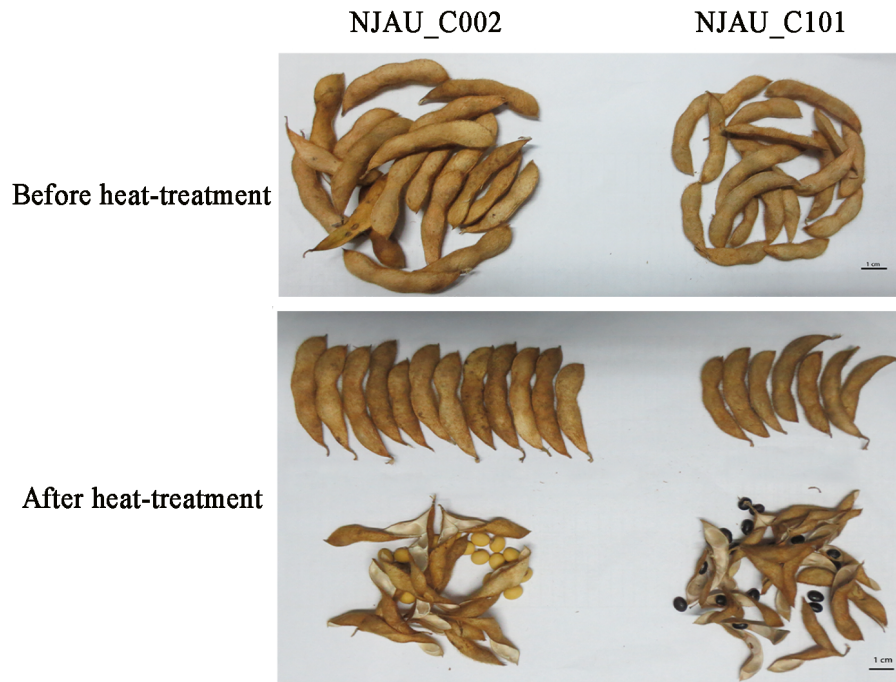 NJAU_C002 NJAU_C101
Before heat-treatment
1 cm
After heat-treatment
1 cm